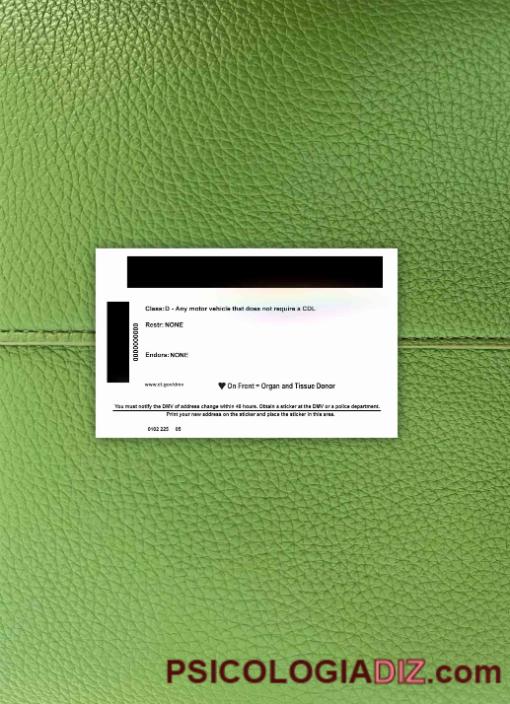 Class: D - Any motor vehicle that does not require a CDL
Restr: NONE
0000000000
Endors: NONE
www.ct.gov/dmv
♥ On Front = Organ and Tissue Donor
You must notify the DMV of address change within 48 hours. Obtain a sticker at the DMV or a police department.
Print your new address on the sticker and place the sticker in this area.
0102 225 05
PSICOLOGIADIZ.com